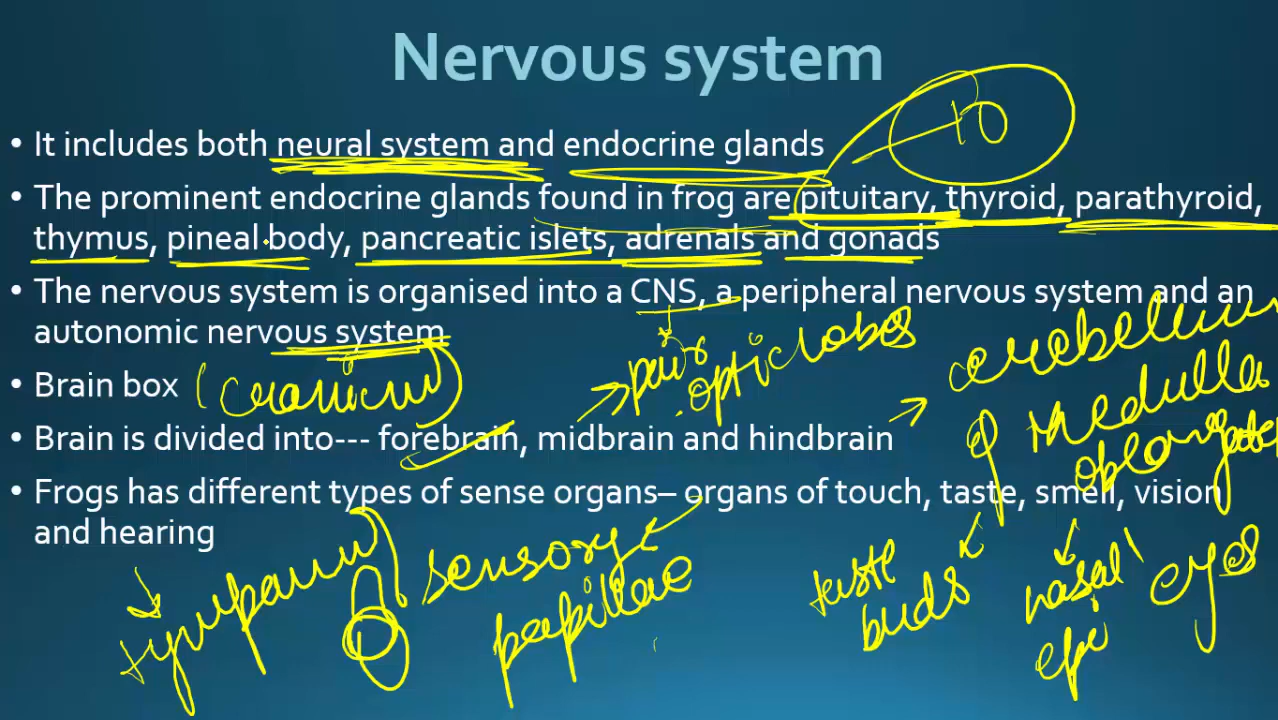 Nervous system
10
• It includes both neural system and endocrine glands
• The prominent endocrine glands found in frog are pituitary, thyroid, parathyroid,
thymus, pineal body, pancreatic islets, adrenals and gonads
• The nervous system is organised into a CNS, a peripheral nervous system and an
autonomic nervous system
pair
optic lobes
cerebellum
• Brain box (cranium)
& medulla
oblongata
• Brain is divided into--- forebrain, midbrain and hindbrain
• Frogs has different types of sense organs– organs of touch, taste, smell, vision
and hearing
tympanum
sensory
papillae
taste
buds
nasal
epi
eyes